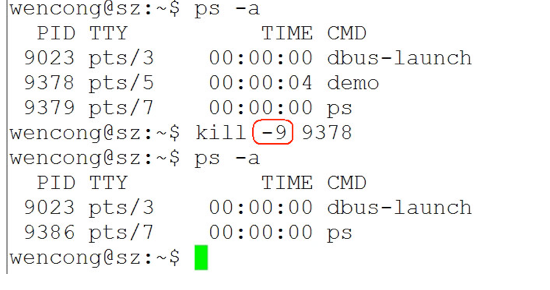 wencong@sz:~$ ps -a
  PID TTY          TIME CMD
 9023 pts/3    00:00:00 dbus-launch
 9378 pts/5    00:00:04 demo
 9379 pts/7    00:00:00 ps
wencong@sz:~$ kill -9 9378
wencong@sz:~$ ps -a
  PID TTY          TIME CMD
 9023 pts/3    00:00:00 dbus-launch
 9386 pts/7    00:00:00 ps
wencong@sz:~$